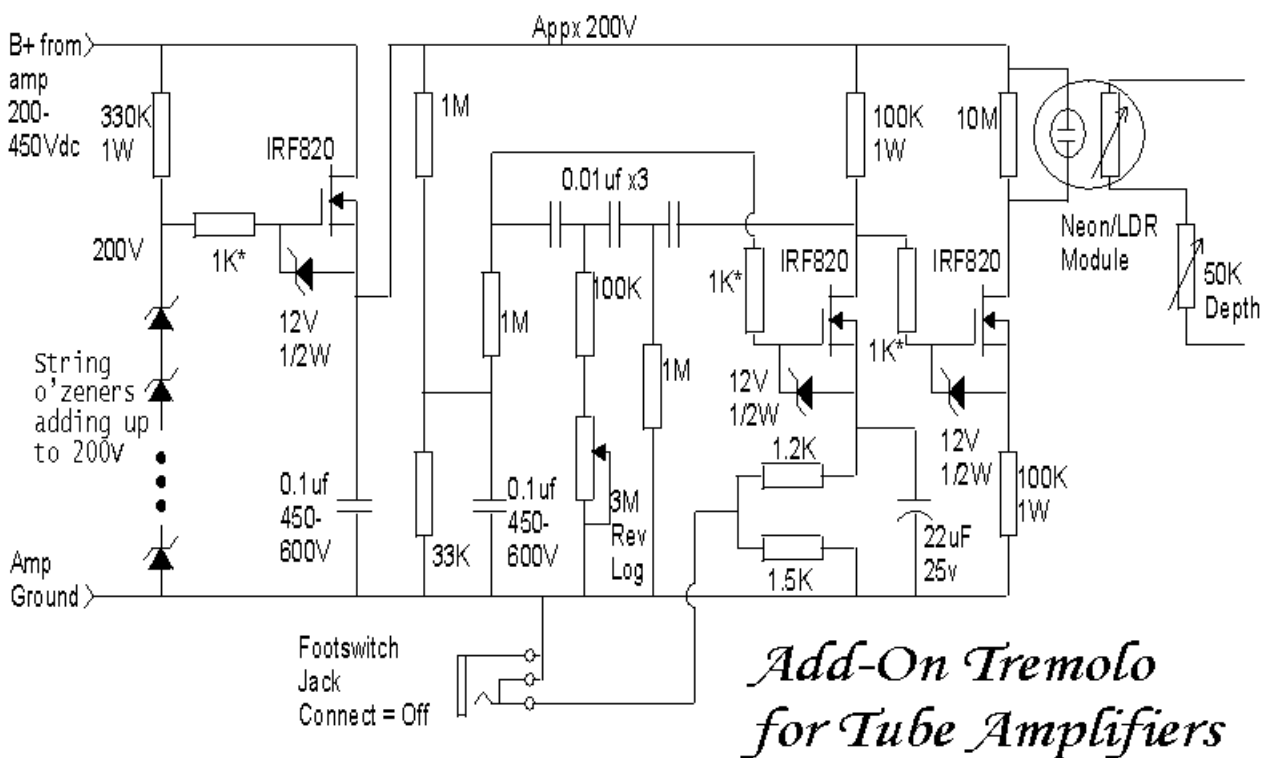 Appx 200V
B+ from
amp
200-
450Vdc
330K
1W
IRF820
1M
100K
1W
10M
0.01uf x3
200V
1K*
12V
1/2W
1M
100K
1M
1K*
IRF820
1K*
IRF820
Neon/LDR
Module
50K
Depth
String
o'zeners
adding up
to 200v
12V
1/2W
12V
1/2W
0.1uf
450-
600V
33K
0.1uf
450-
600V
3M
Rev
Log
1.2K
1.5K
22uF
25v
100K
1W
Amp
Ground
Footswitch
Jack
Connect = Off
Add-On Tremolo
for Tube Amplifiers